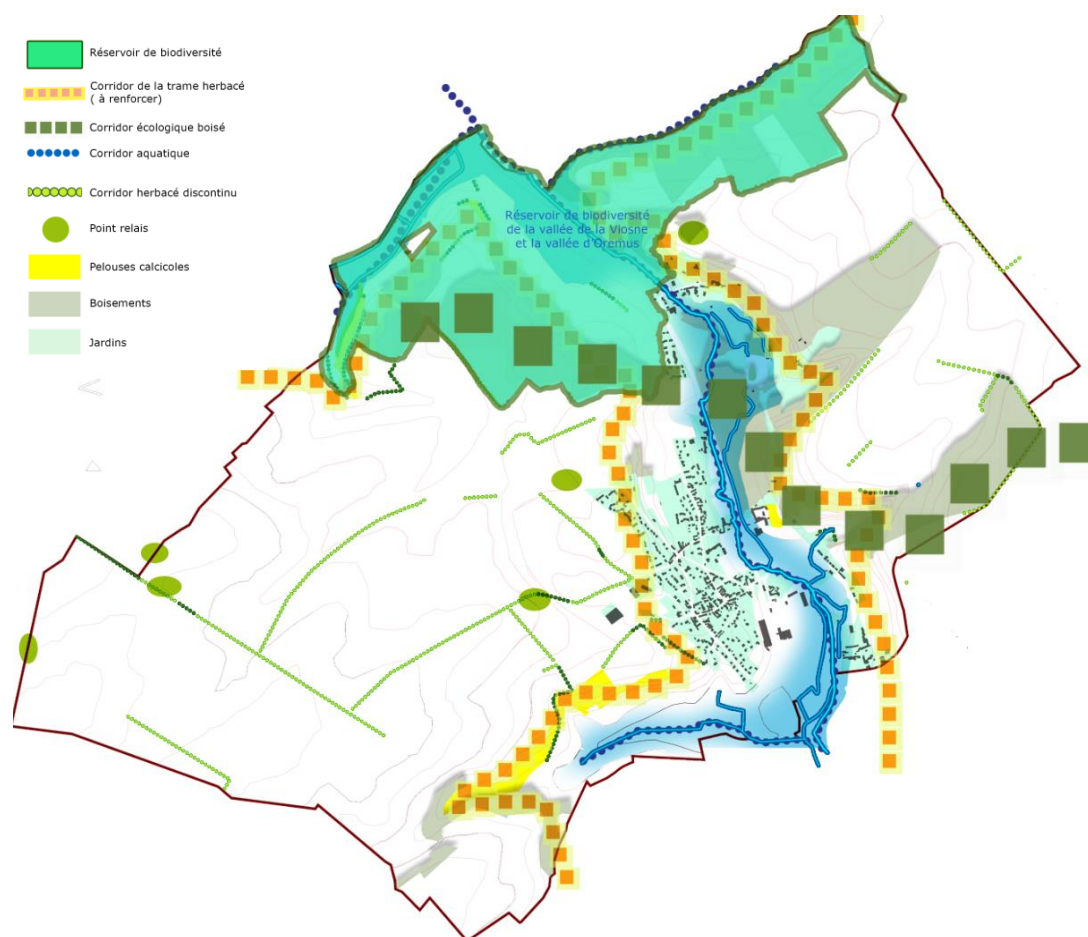 Réservoir de biodiversité
Corridor de la trame herbacé
( à renforcer)
Corridor écologique boisé
Corridor aquatique
Corridor herbacé discontinu
Point relais
Pelouses calcicoles
Boisements
Jardins
Réservoir de biodiversité
de la vallée de la Viosne
et la vallée d'Oremus